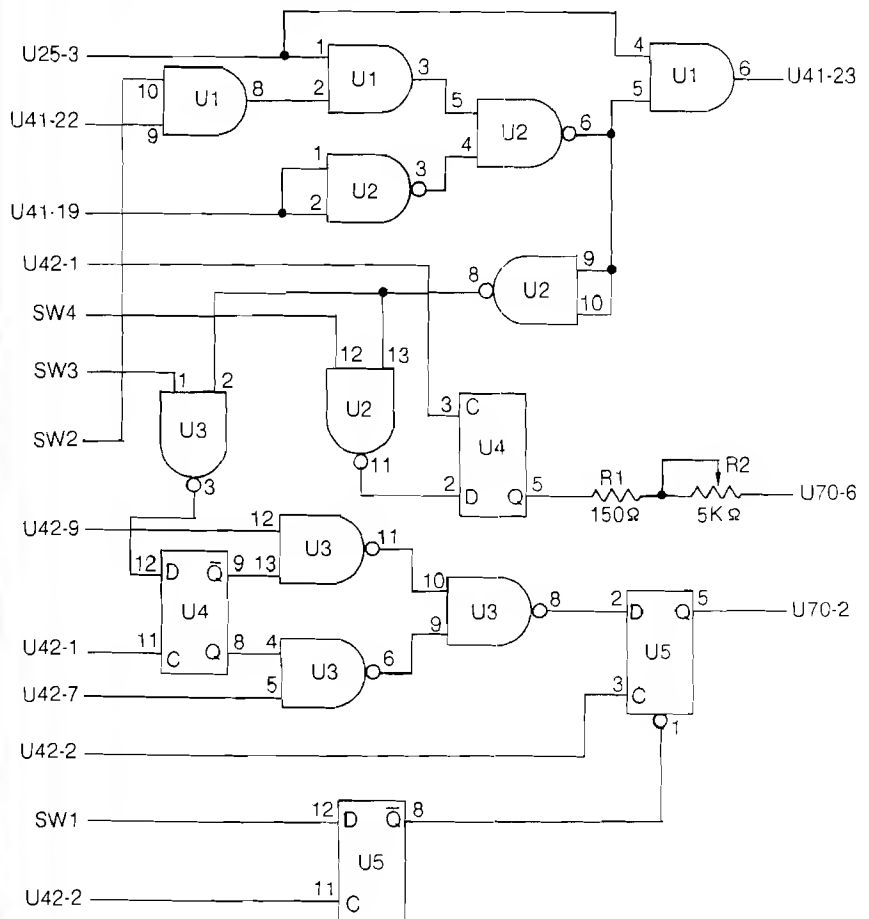 U25-3
1
U1
3
4
U1
6
U41-23
10
U1
8
2
5
U2
6
5
U41-22
9
4
1
U2
3
U41-19
2
U42-1
8
U2
9
10
SW4
12
13
SW3
1
2
U2
3
C
U3
U4
SW2
11
R1
R2
3
2
D
Q
5
150Ω
5KΩ
U70-6
U42-9
12
U3
11
12
D
Q̅
9
13
10
U3
8
2
D
Q
5
U70-2
U4
9
U42-1
11
C
Q
8
4
U3
6
U5
U42-7
5
3
C
1
U42-2
SW1
12
D
Q̅
8
U5
U42-2
11
C